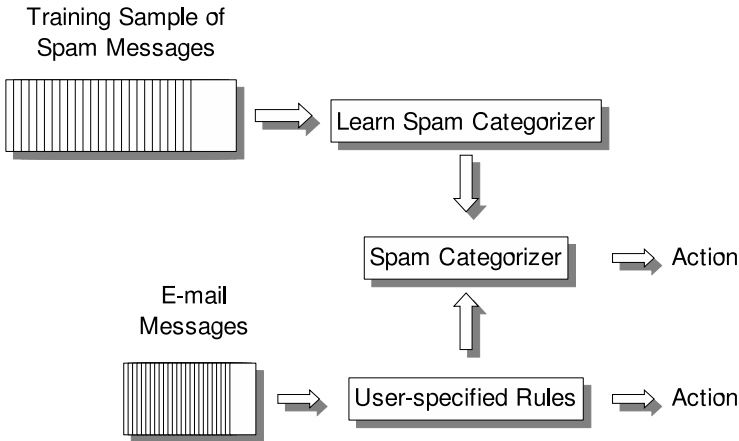 Training Sample of
Spam Messages
Learn Spam Categorizer
Spam Categorizer
Action
E-mail
Messages
User-specified Rules
Action